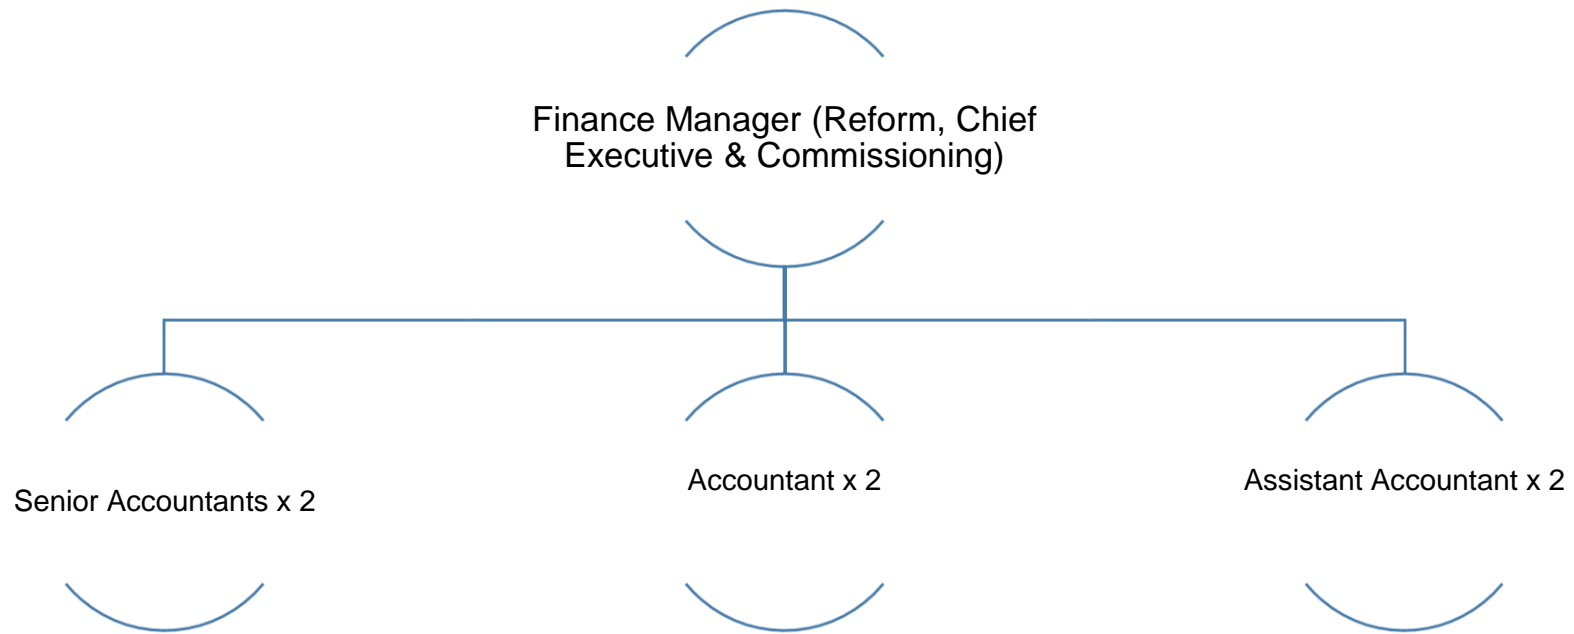 Finance Manager (Reform, Chief
Executive & Commissioning)
Senior Accountants x 2
Accountant x 2
Assistant Accountant x 2